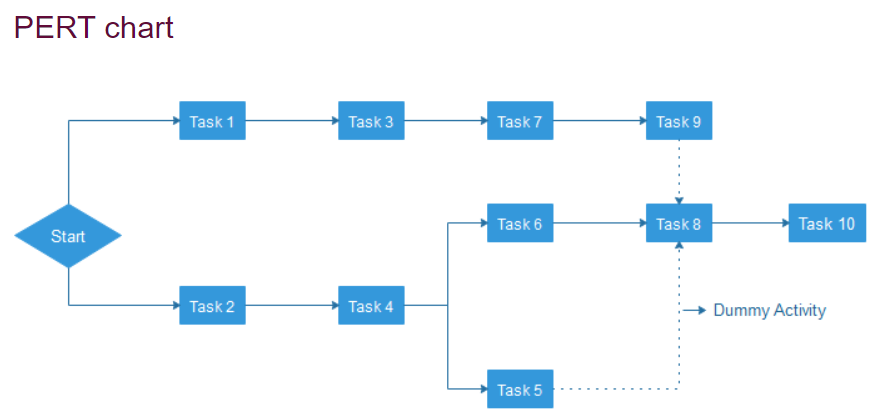 PERT chart
Task 1
Task 3
Task 7
Task 9
Start
Task 6
Task 8
Task 10
Task 2
Task 4
Dummy Activity
Task 5